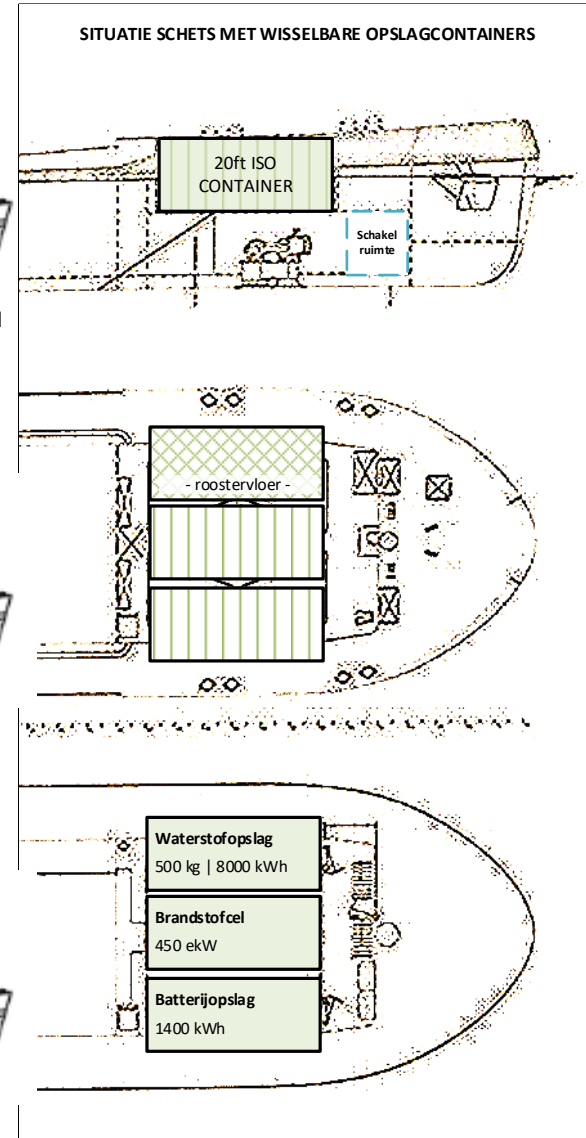 SITUATIE SCHETS MET WISSELBARE OPSLAGCONTAINERS
20ft ISO
CONTAINER
Schakel
ruimte
- roostervloer -
Waterstofopslag
500 kg | 8000 kWh
Brandstofcel
450 ekW
Batterijopslag
1400 kWh